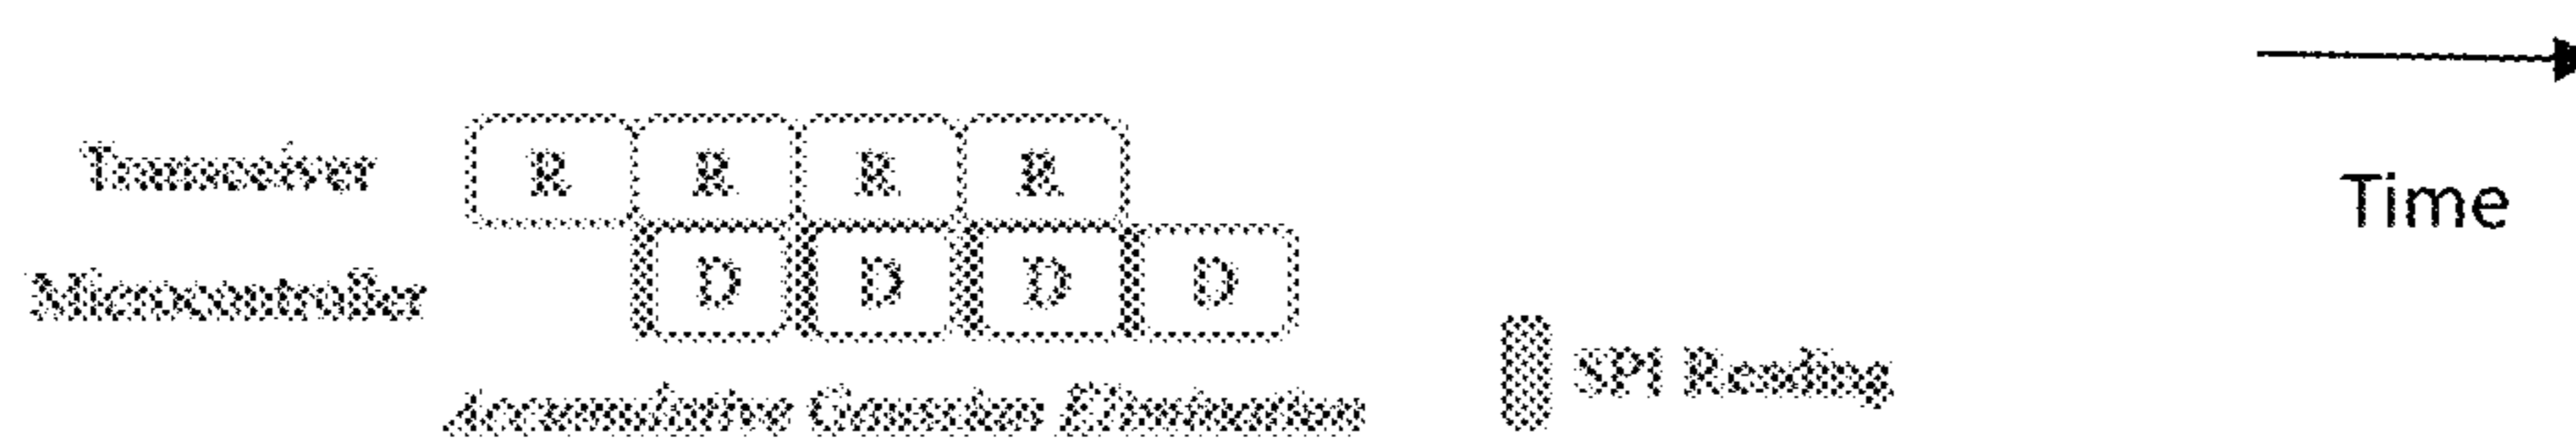 Time
Transceiver R R R R
Microcontroller D D D D
SPI Reading
Accumulative Gaussian Elimination